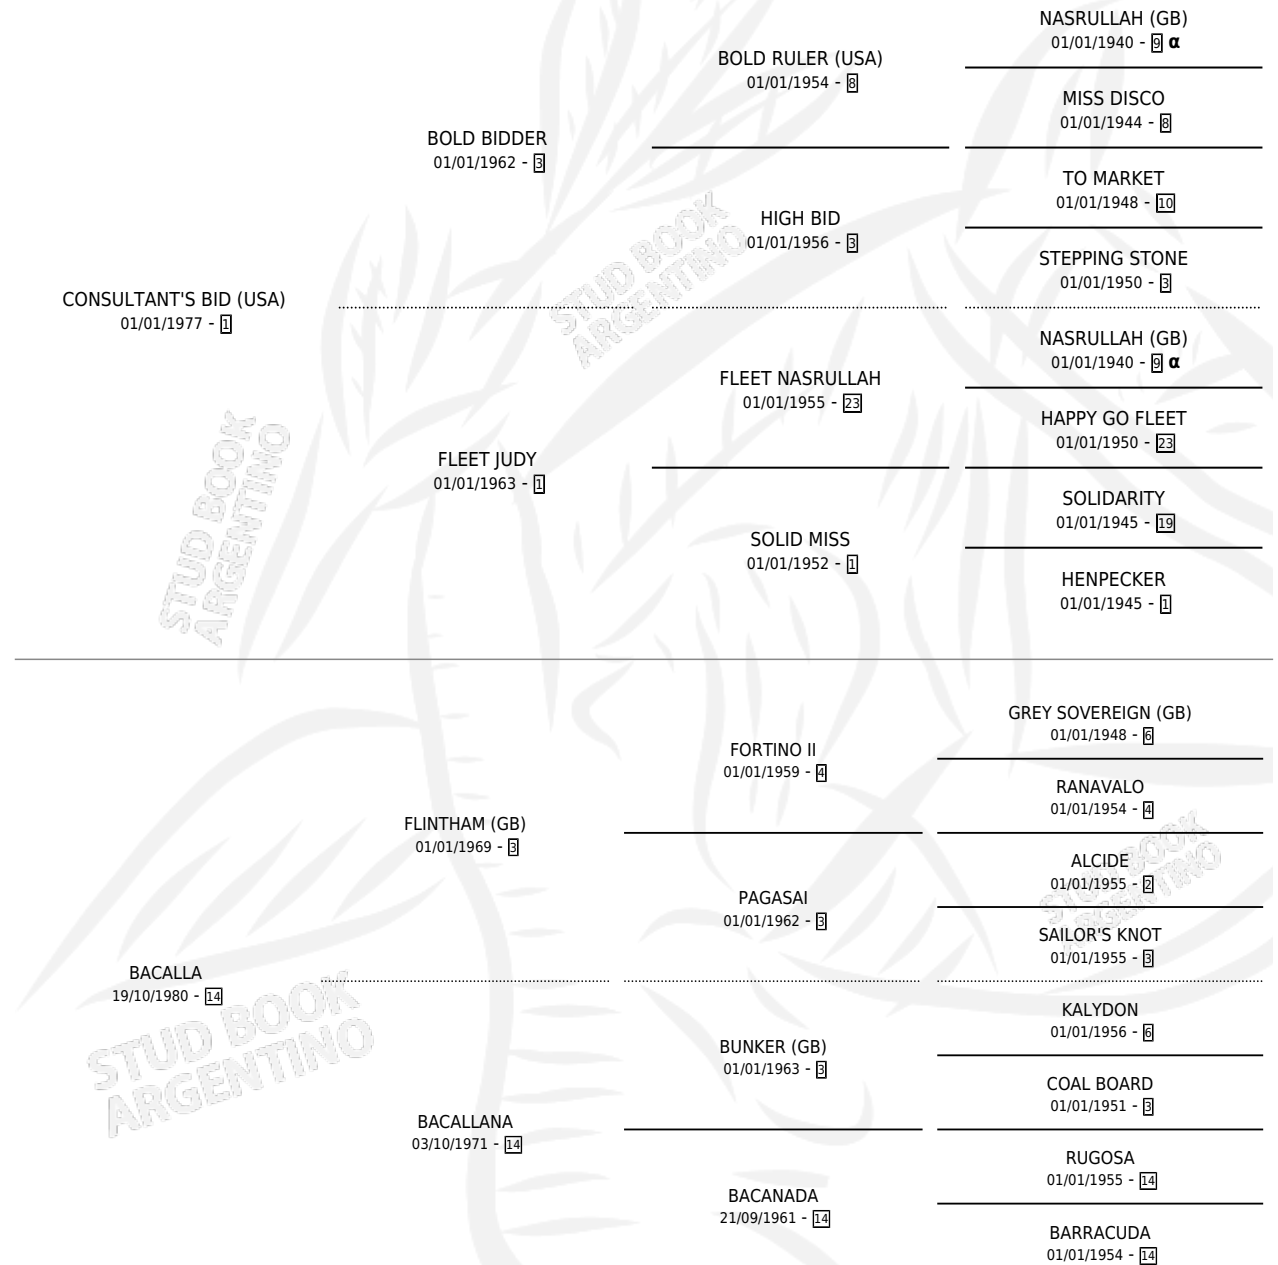 NASRULLAH (GB)
01/01/1940 - 9 α
BOLD RULER (USA)
01/01/1954 - 8
MISS DISCO
01/01/1944 - 8
BOLD BIDDER
01/01/1962 - 3
TO MARKET
01/01/1948 - 10
HIGH BID
01/01/1956 - 3
STEPPING STONE
01/01/1950 - 3
CONSULTANT'S BID (USA)
01/01/1977 - 1
NASRULLAH (GB)
01/01/1940 - 9 α
FLEET NASRULLAH
01/01/1955 - 23
HAPPY GO FLEET
01/01/1950 - 23
FLEET JUDY
01/01/1963 - 1
SOLIDARITY
01/01/1945 - 19
SOLID MISS
01/01/1952 - 1
HENPECKER
01/01/1945 - 1
GREY SOVEREIGN (GB)
01/01/1948 - 6
FORTINO II
01/01/1959 - 4
RANAVALO
01/01/1954 - 4
FLINTHAM (GB)
01/01/1969 - 3
ALCIDE
01/01/1955 - 2
PAGASAI
01/01/1962 - 3
SAILOR'S KNOT
01/01/1955 - 3
BACALLA
19/10/1980 - 14
KALYDON
01/01/1956 - 6
BUNKER (GB)
01/01/1963 - 3
COAL BOARD
01/01/1951 - 3
BACALLANA
03/10/1971 - 14
RUGOSA
01/01/1955 - 14
BACANADA
21/09/1961 - 14
BARRACUDA
01/01/1954 - 14
STUD BOOK
ARGENTINO
STUD BOOK
ARGENTINO
STUD BOOK
ARGENTINO
STUD BOOK
ARGENTINO